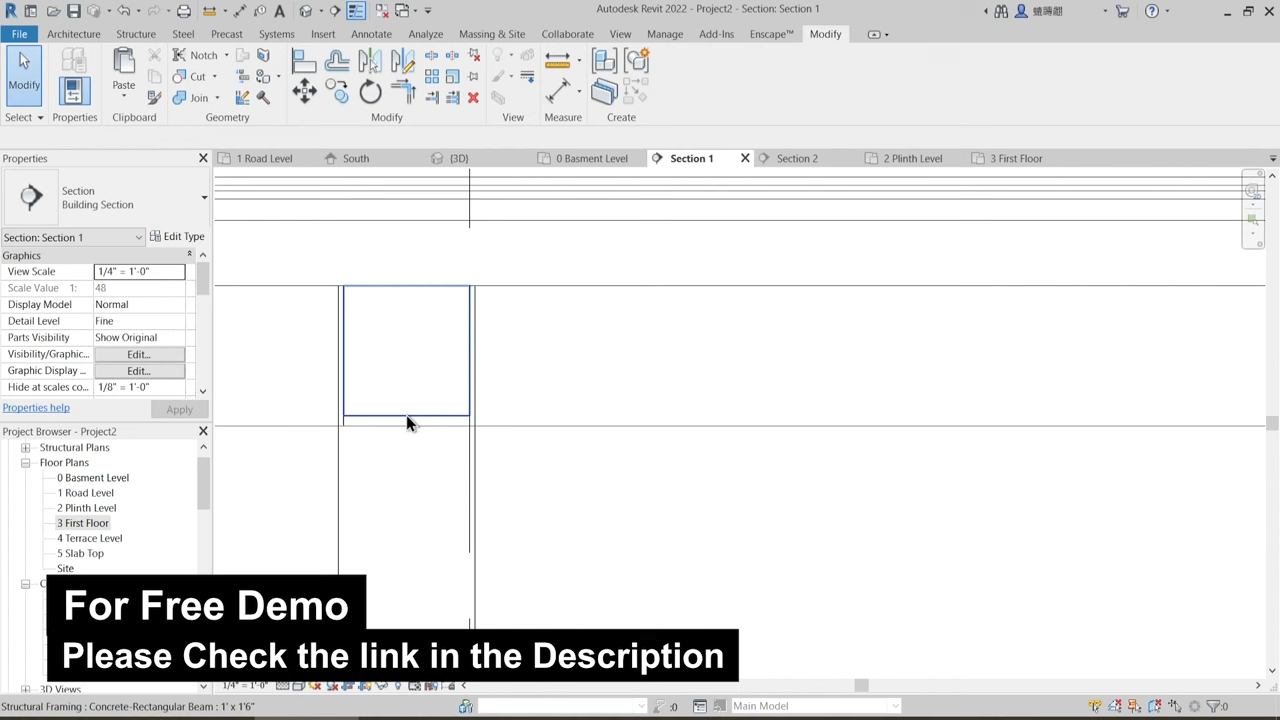 Autodesk Revit 2022 - Project2 - Section: Section 1
File Architecture Structure Steel Precast Systems Insert Annotate Analyze Massing & Site Collaborate View Manage Add-Ins Enscape™ Modify
Modify Paste Notch Cut Join
Select Properties Clipboard Geometry Modify View Measure Create
Properties
1 Road Level South {3D} 0 Basment Level Section 1 Section 2 2 Plinth Level 3 First Floor
Section
Building Section
Section: Section 1 Edit Type
Graphics
View Scale 1/4" = 1'-0"
Scale Value 1: 48
Display Model Normal
Detail Level Fine
Parts Visibility Show Original
Visibility/Graphic... Edit...
Graphic Display ... Edit...
Hide at scales co... 1/8" = 1'-0"
Properties help Apply
Project Browser - Project2
Structural Plans
Floor Plans
0 Basment Level
1 Road Level
2 Plinth Level
3 First Floor
4 Terrace Level
5 Slab Top
Site
For Free Demo
Please Check the link in the Description
3D Views
1/4" = 1'-0"
Structural Framing : Concrete-Rectangular Beam : 1' x 1'6" :0 Main Model :0